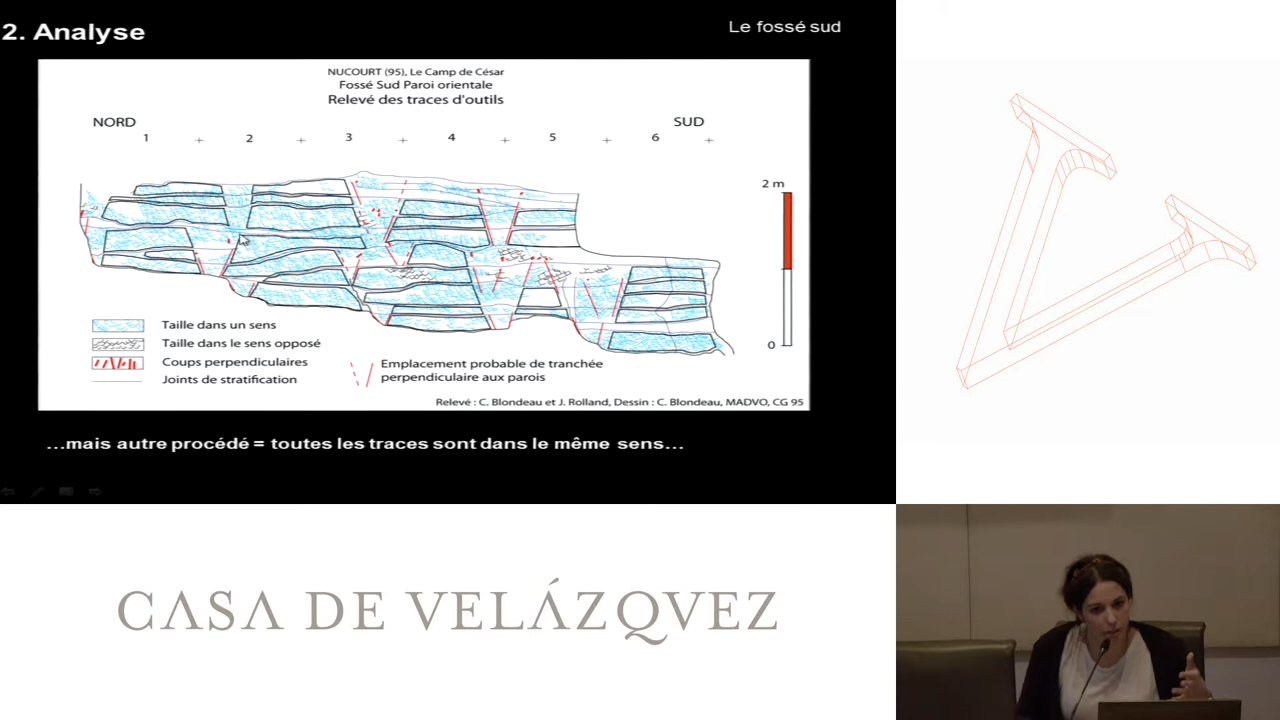 2. Analyse
Le fossé sud
NUCOURT (95), Le Camp de César
Fossé Sud Paroi orientale
Relevé des traces d'outils
NORD
SUD
1 2 3 4 5 6
2 m
0
Taille dans un sens
Taille dans le sens opposé
Coups perpendiculaires
Joints de stratification
Emplacement probable de tranchée
perpendiculaire aux parois
Relevé : C. Blondeau et J. Rolland, Dessin : C. Blondeau, MADVO, CG 95
...mais autre procédé = toutes les traces sont dans le même sens...
CASA DE VELÁZQVEZ